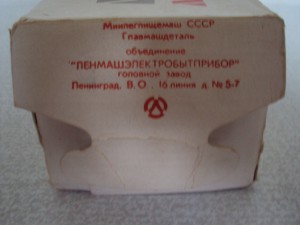 Минлегпищемаш СССР
Главмашдеталь
объединение
"ЛЕНМАШЭЛЕКТРОБЫТПРИБОР"
головной завод
Ленинград, В.О., 16 линия д. № 5-7